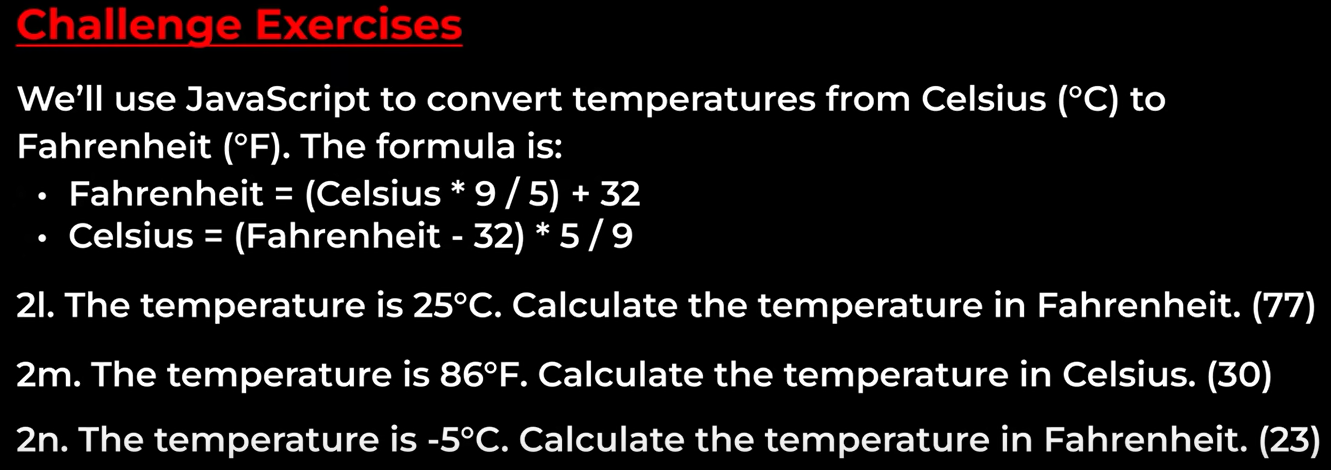 Challenge Exercises
We’ll use JavaScript to convert temperatures from Celsius (°C) to
Fahrenheit (°F). The formula is:
• Fahrenheit = (Celsius * 9 / 5) + 32
• Celsius = (Fahrenheit - 32) * 5 / 9
2l. The temperature is 25°C. Calculate the temperature in Fahrenheit. (77)
2m. The temperature is 86°F. Calculate the temperature in Celsius. (30)
2n. The temperature is -5°C. Calculate the temperature in Fahrenheit. (23)